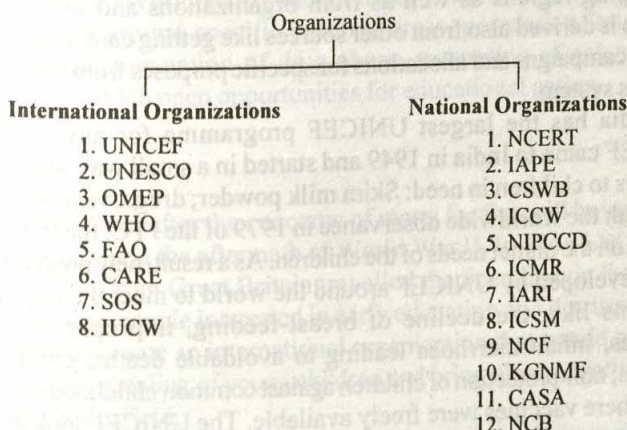 Organizations
International Organizations
1. UNICEF
2. UNESCO
3. OMEP
4. WHO
5. FAO
6. CARE
7. SOS
8. IUCW
National Organizations
1. NCERT
2. IAPE
3. CSWB
4. ICCW
5. NIPCCD
6. ICMR
7. IARI
8. ICSM
9. NCF
10. KGNMF
11. CASA
12. NCB